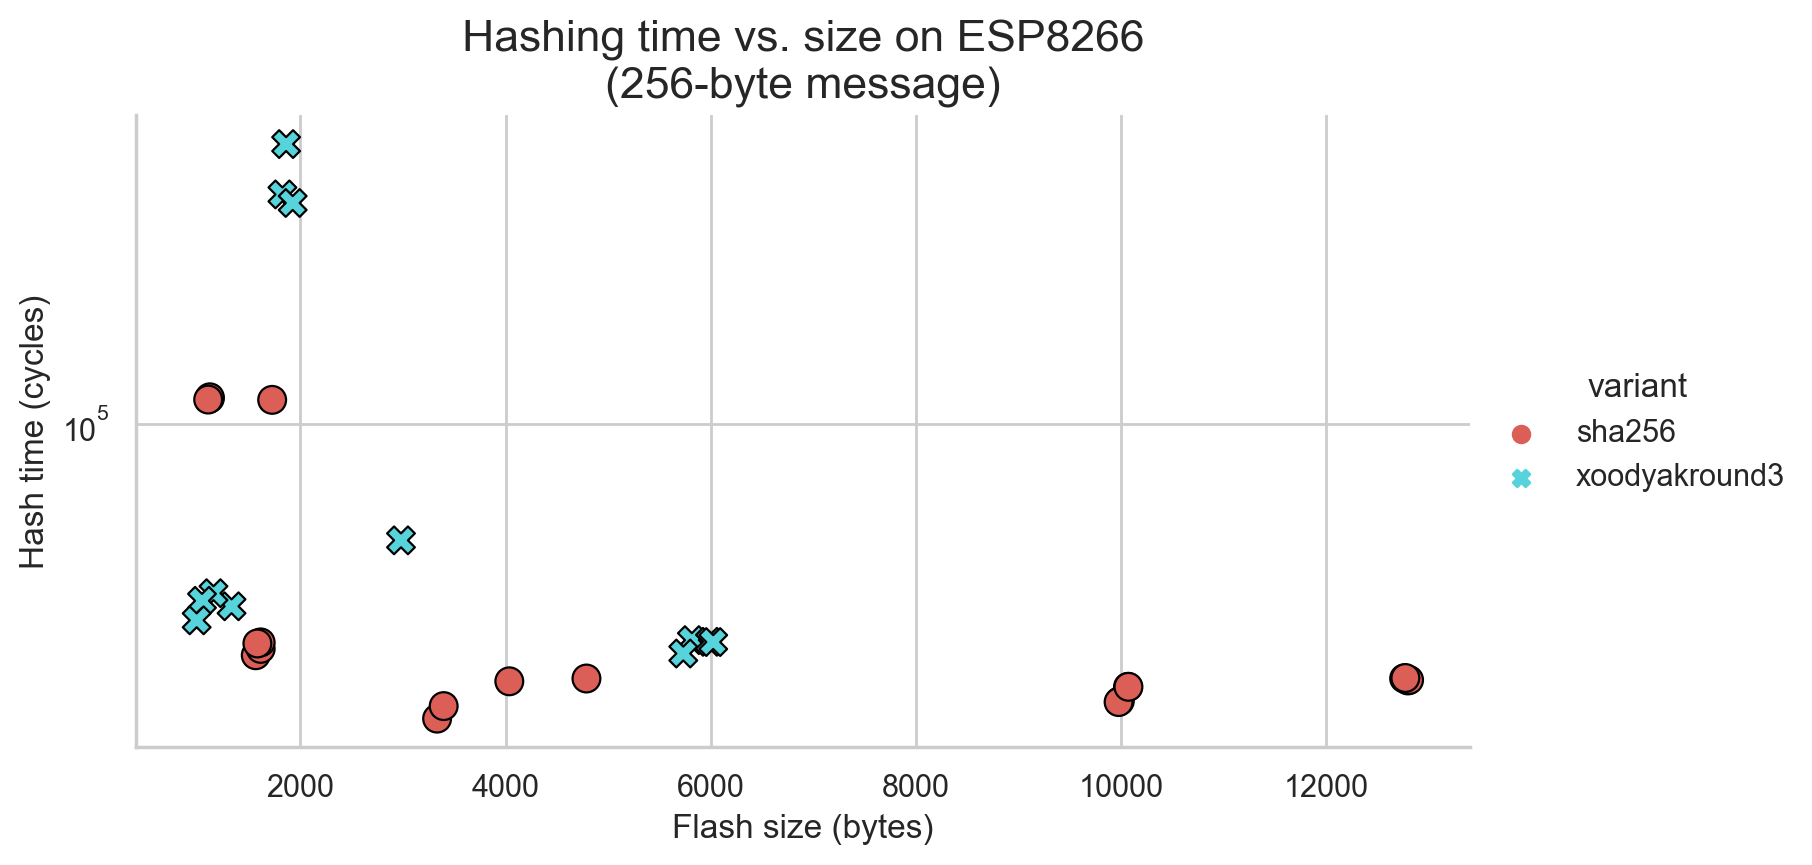 Hashing time vs. size on ESP8266
(256-byte message)
Hash time (cycles)
10^5
variant
sha256
xoodyakround3
2000 4000 6000 8000 10000 12000
Flash size (bytes)